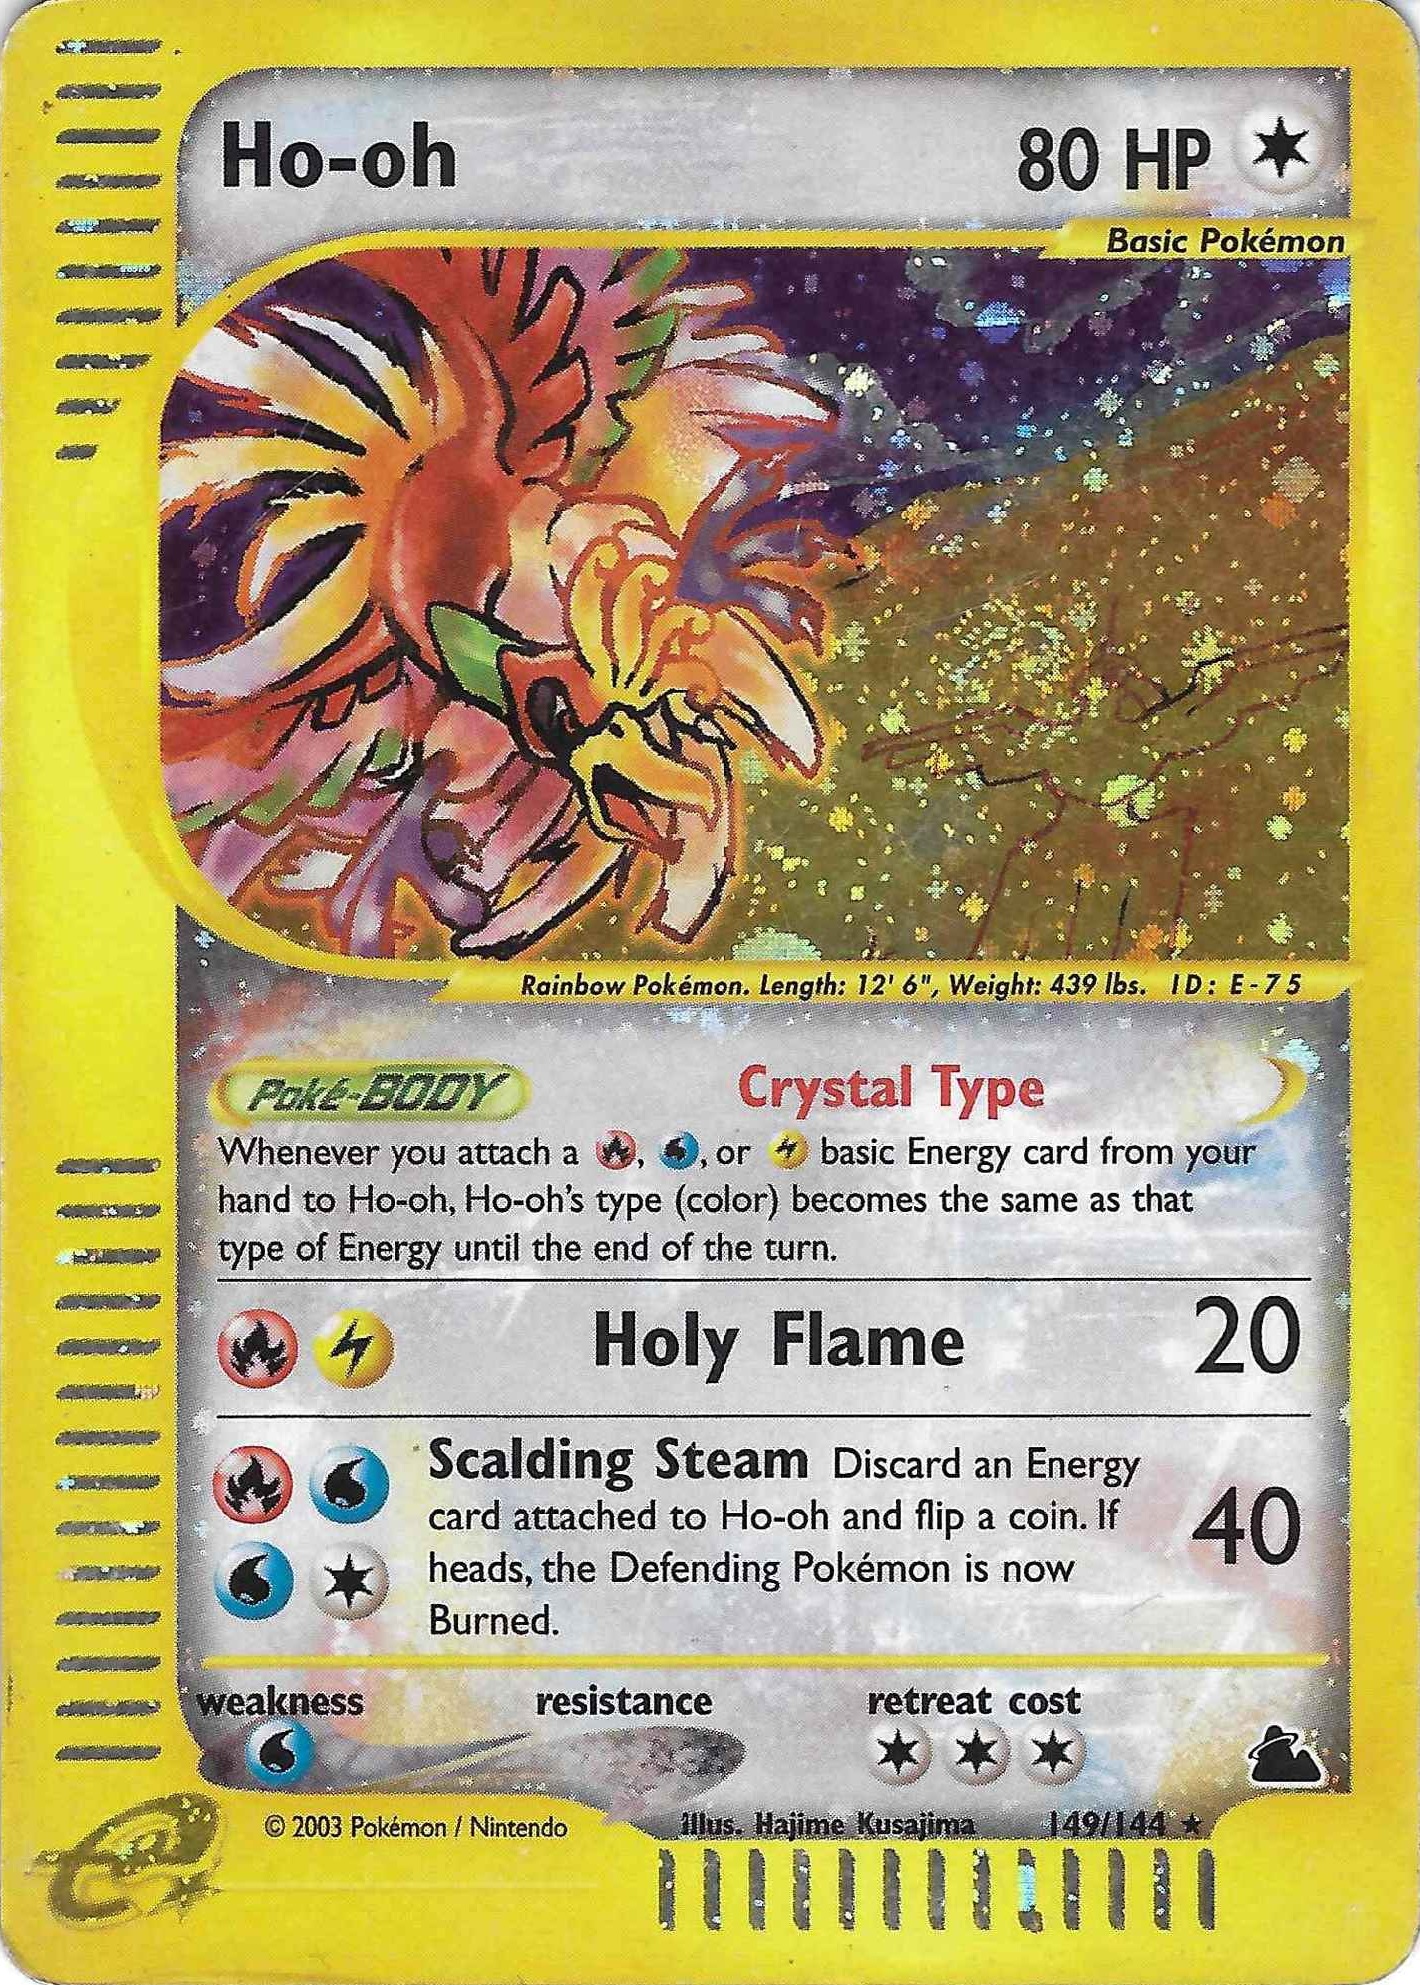 Ho-oh 80 HP
Basic Pokémon
Rainbow Pokémon. Length: 12' 6", Weight: 439 lbs. ID: E-75
Poké-BODY Crystal Type
Whenever you attach a , , or basic Energy card from your
hand to Ho-oh, Ho-oh's type (color) becomes the same as that
type of Energy until the end of the turn.
Holy Flame 20
Scalding Steam Discard an Energy
card attached to Ho-oh and flip a coin. If
heads, the Defending Pokémon is now
Burned.
40
weakness resistance retreat cost
© 2003 Pokémon / Nintendo Illus. Hajime Kusajima 149/144 ★